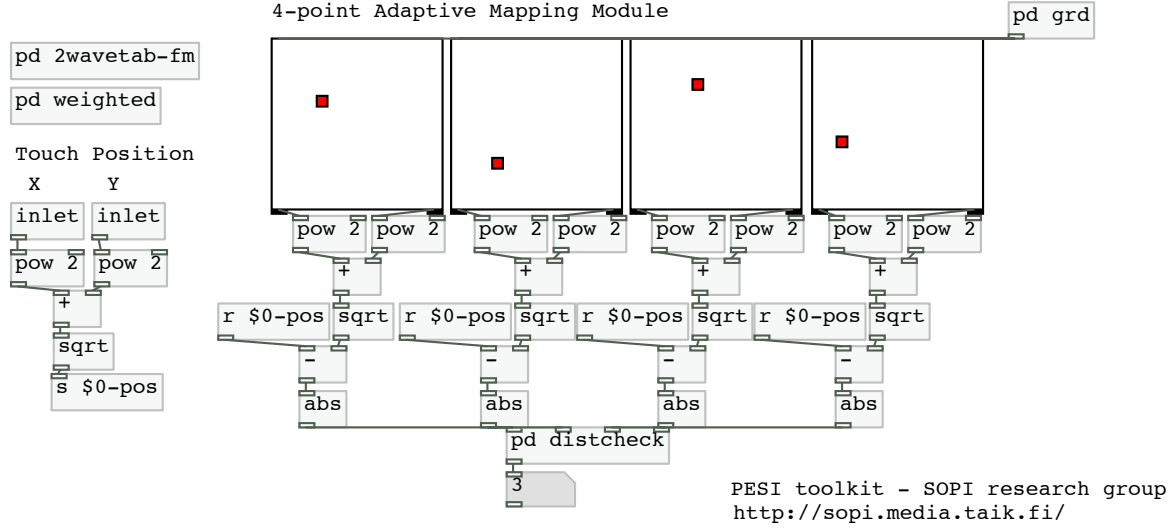 4-point Adaptive Mapping Module
pd grd
pd 2wavetab-fm
pd weighted
Touch Position
X Y
inlet inlet
pow 2 pow 2
+
sqrt
s $0-pos
pow 2 pow 2 pow 2 pow 2 pow 2 pow 2 pow 2 pow 2
+ + + +
r $0-pos sqrt r $0-pos sqrt r $0-pos sqrt r $0-pos sqrt
- - - -
abs abs abs abs
pd distcheck
3
PESI toolkit - SOPI research group
http://sopi.media.taik.fi/